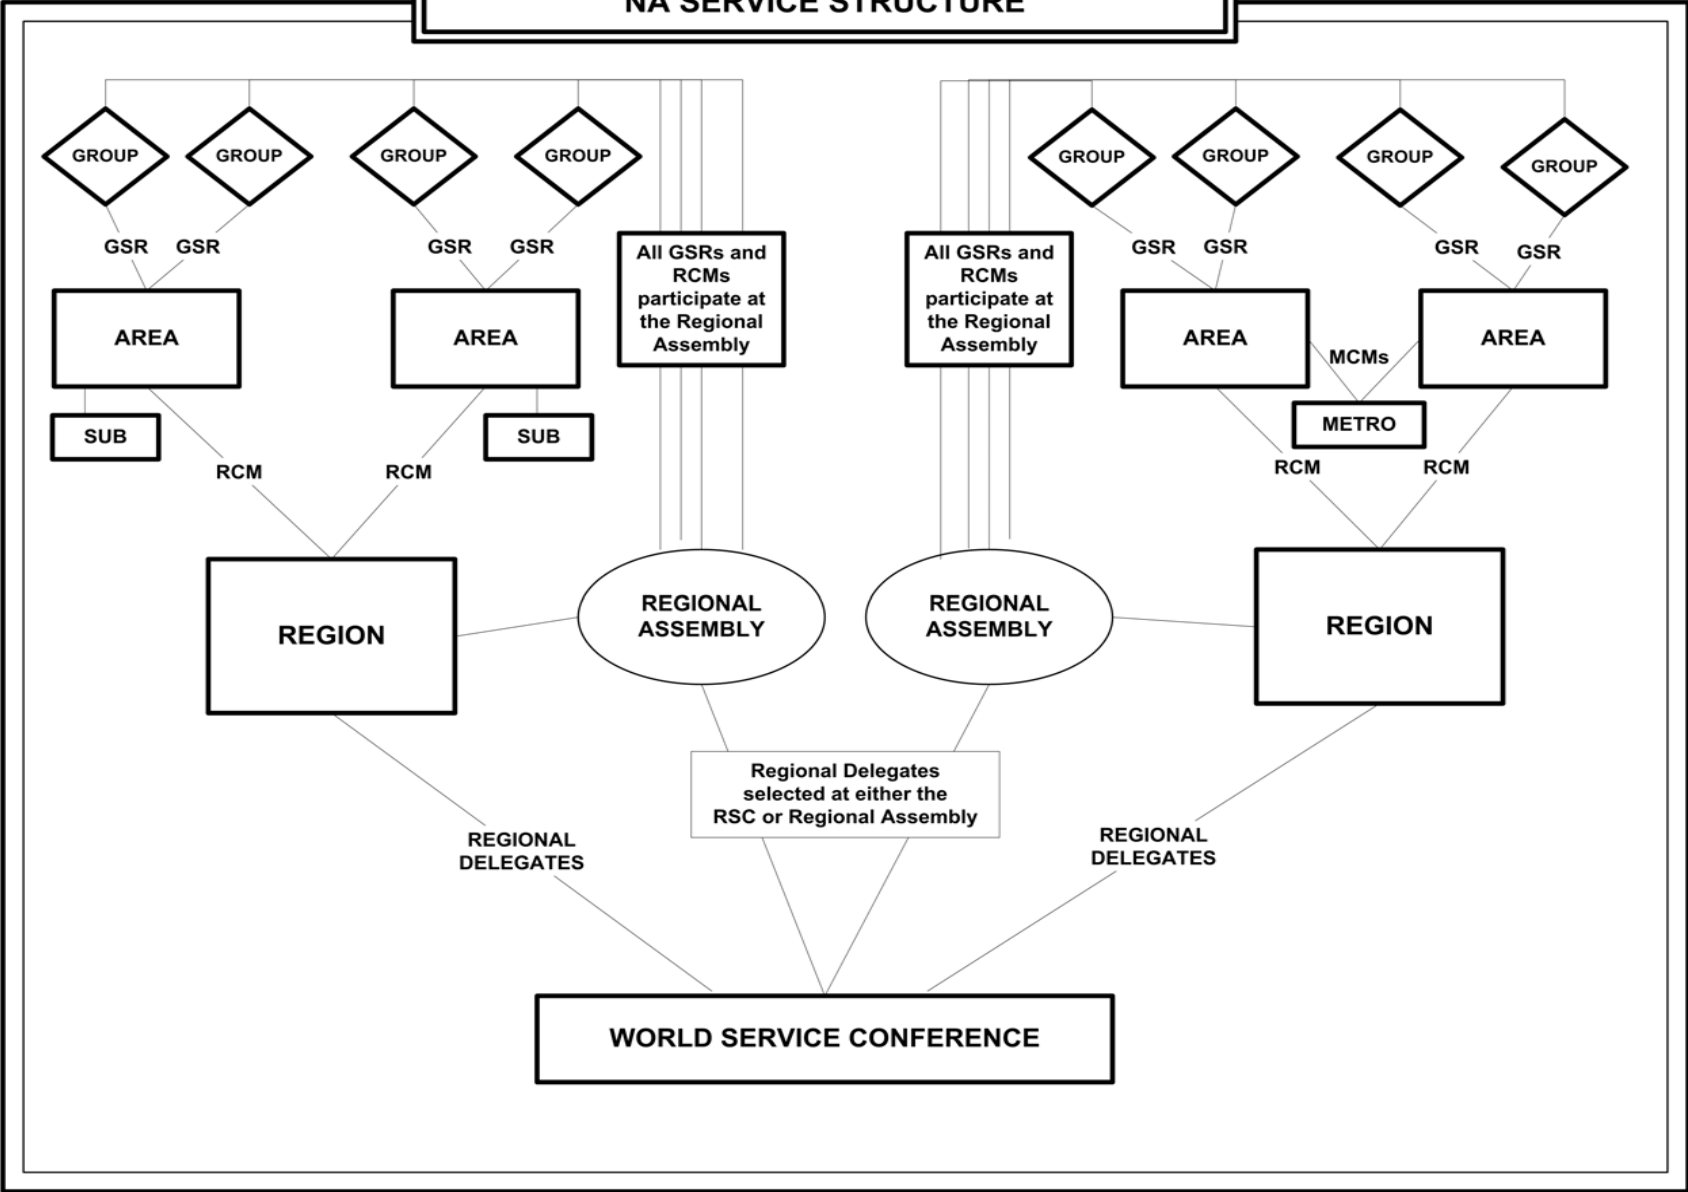 NA SERVICE STRUCTURE
GROUP GROUP GROUP GROUP GROUP GROUP GROUP GROUP
GSR GSR GSR GSR GSR GSR GSR GSR
All GSRs and
RCMs
participate at
the Regional
Assembly
All GSRs and
RCMs
participate at
the Regional
Assembly
AREA AREA AREA AREA
MCMs
METRO
SUB SUB
RCM RCM RCM RCM
REGION
REGIONAL
ASSEMBLY
REGIONAL
ASSEMBLY
REGION
Regional Delegates
selected at either the
RSC or Regional Assembly
REGIONAL
DELEGATES
REGIONAL
DELEGATES
WORLD SERVICE CONFERENCE